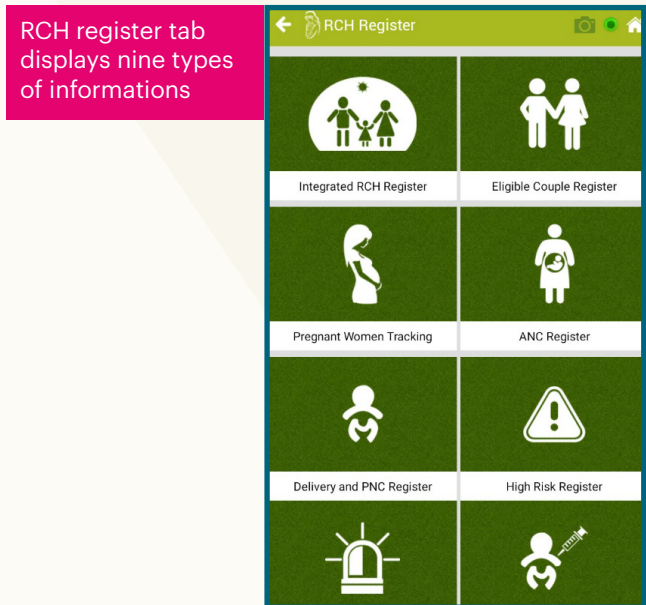 RCH register tab
displays nine types
of informations
RCH Register
Integrated RCH Register
Eligible Couple Register
Pregnant Women Tracking
ANC Register
Delivery and PNC Register
High Risk Register